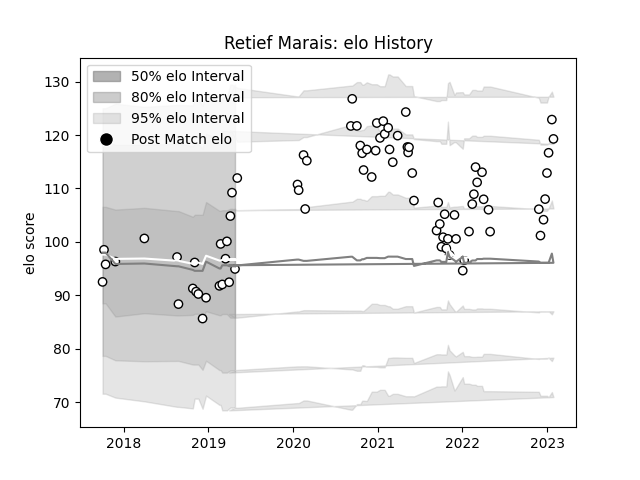 Retief Marais: elo History
50% elo Interval
80% elo Interval
95% elo Interval
Post Match elo
elo score
130
120
110
100
90
80
70
2018 2019 2020 2021 2022 2023